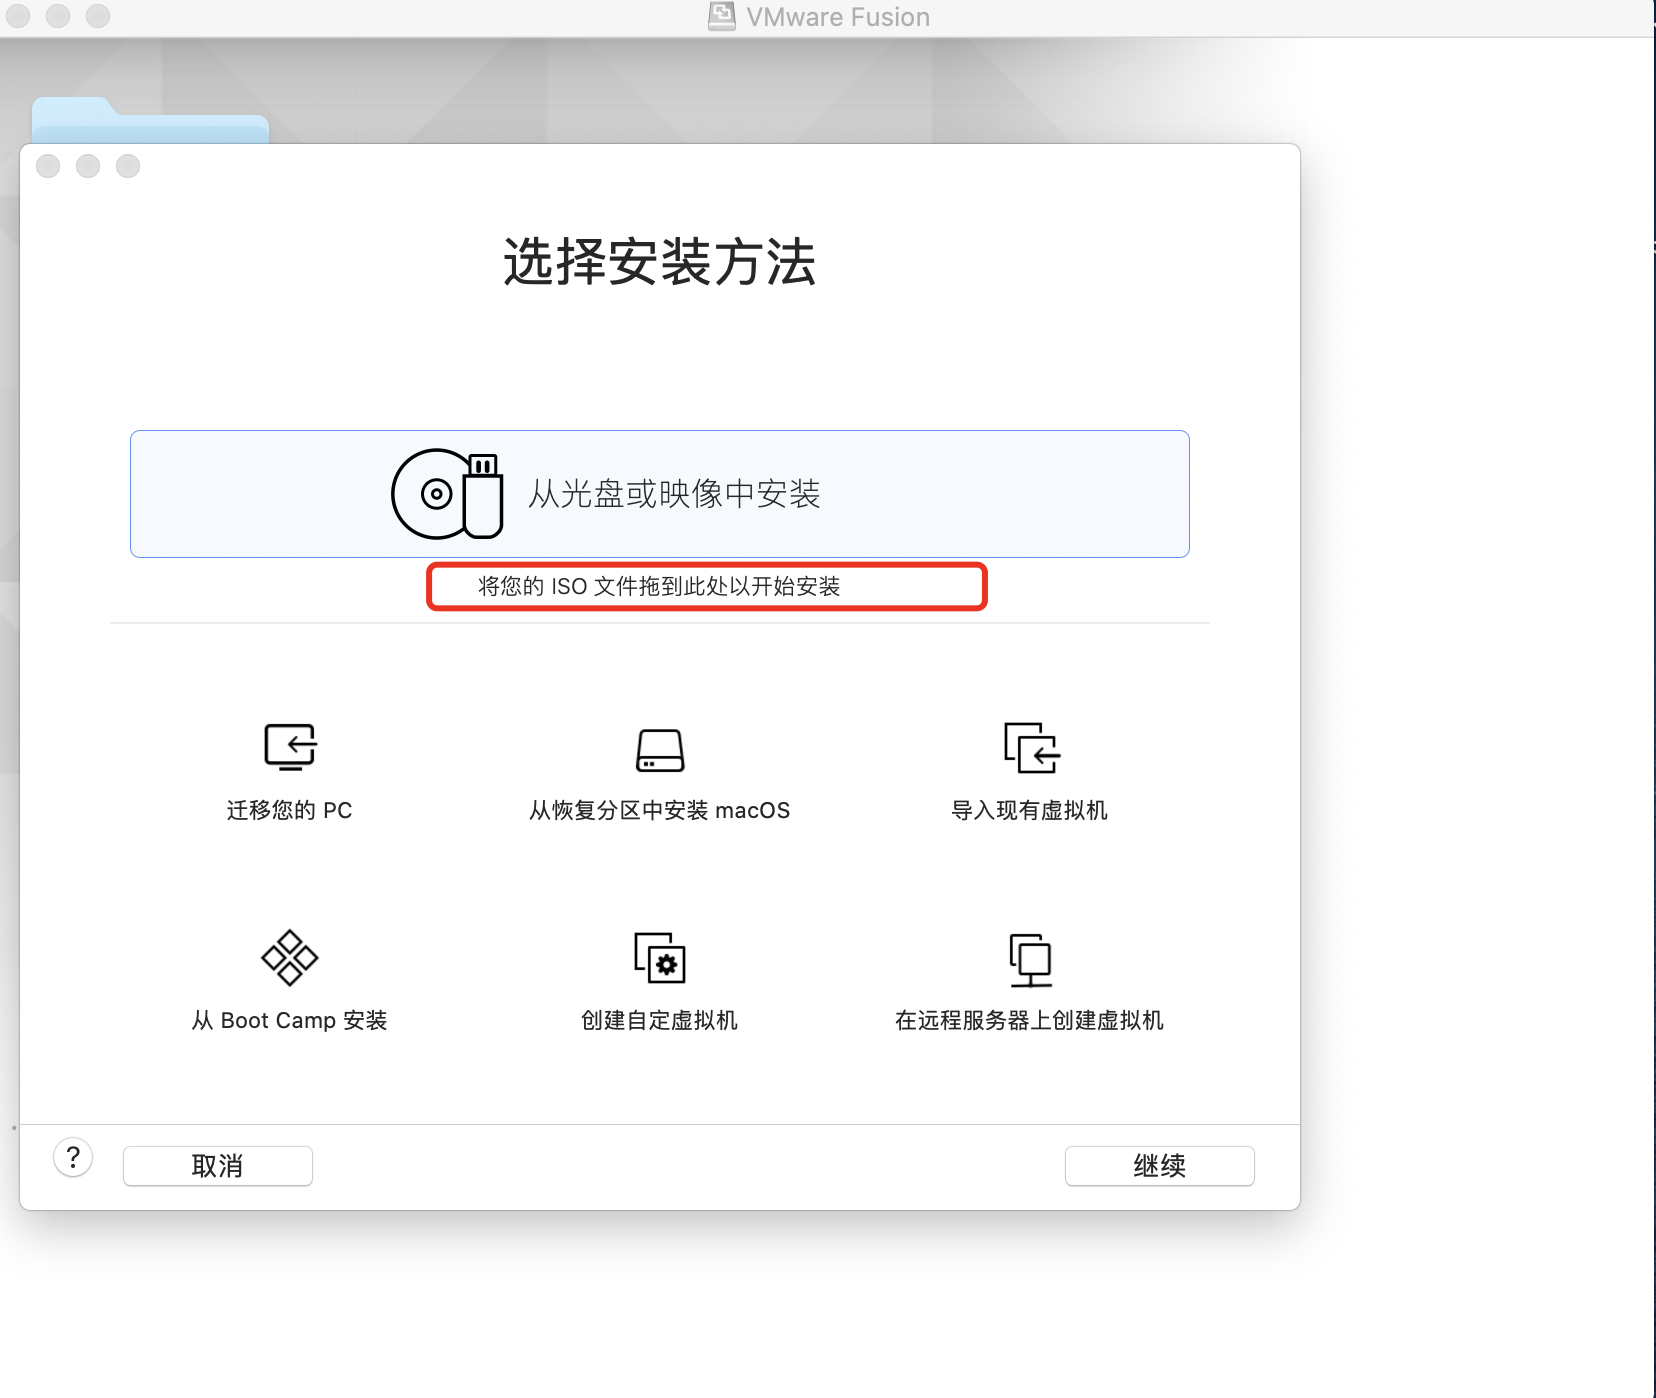 VMware Fusion
选择安装方法
从光盘或映像中安装
将您的 ISO 文件拖到此处以开始安装
迁移您的 PC
从恢复分区中安装 macOS
导入现有虚拟机
从 Boot Camp 安装
创建自定虚拟机
在远程服务器上创建虚拟机
?
取消
继续